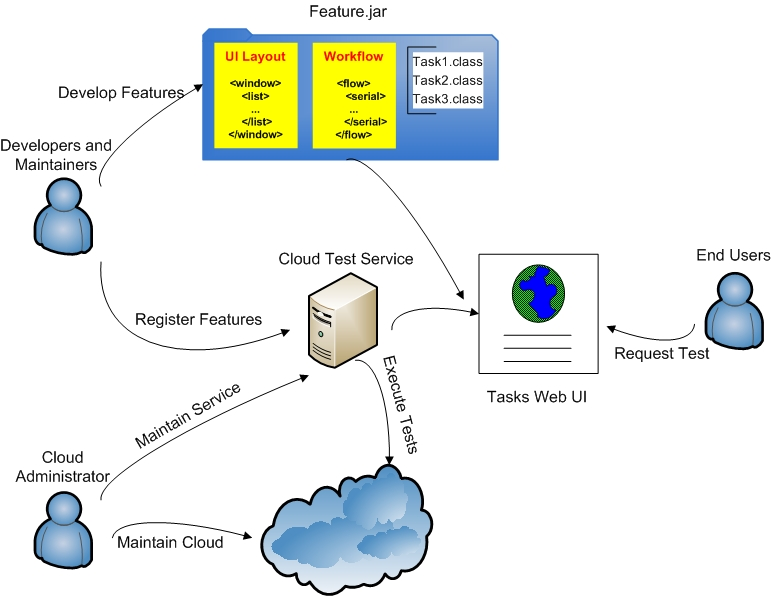 Feature.jar
UI Layout
<window>
<list>
...
</list>
</window>
Workflow
<flow>
<serial>
...
</serial>
</flow>
Task1.class
Task2.class
Task3.class
Develop Features
Developers and
Maintainers
Register Features
Cloud Test Service
End Users
Request Test
Tasks Web UI
Execute Tests
Maintain Service
Cloud
Administrator
Maintain Cloud